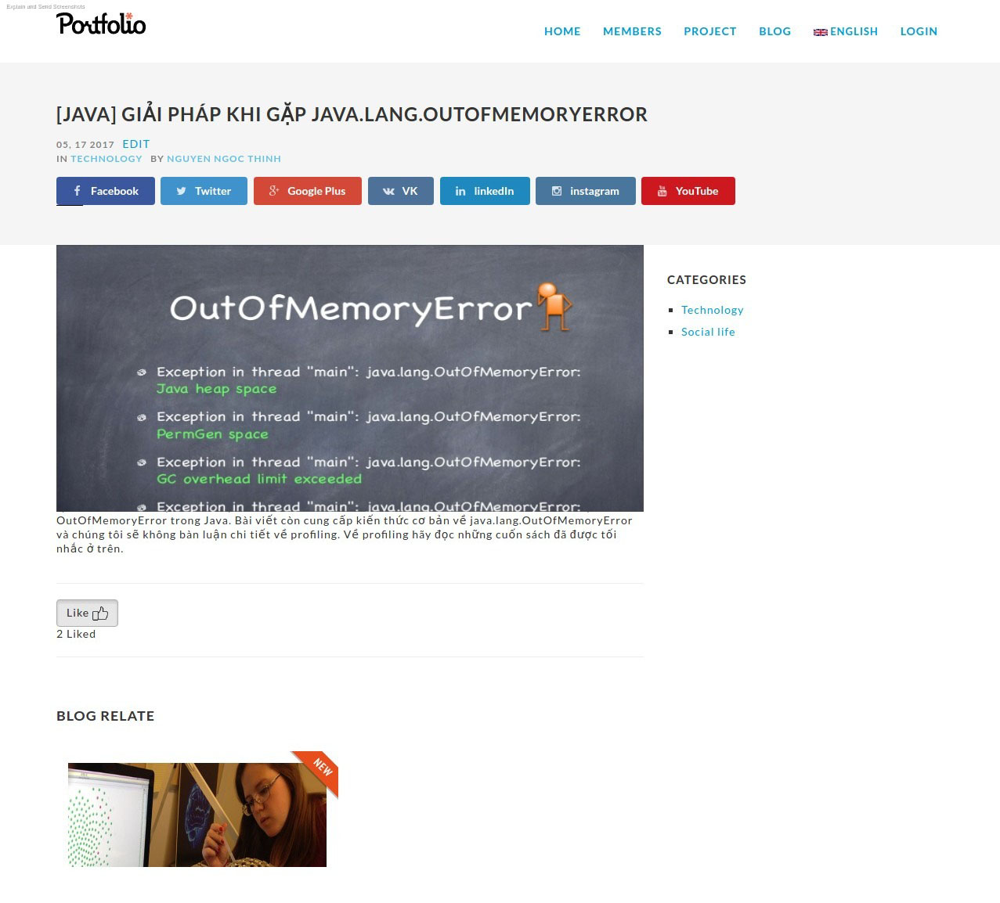 Explain and Send Screenshots
Portfolio
HOME MEMBERS PROJECT BLOG ENGLISH LOGIN
[JAVA] GIẢI PHÁP KHI GẶP JAVA.LANG.OUTOFMEMORYERROR
05, 17 2017 EDIT
IN TECHNOLOGY BY NGUYEN NGOC THINH
Facebook Twitter Google Plus VK linkedIn instagram YouTube
OutOfMemoryError
Exception in thread "main": java.lang.OutOfMemoryError:
Java heap space
Exception in thread "main": java.lang.OutOfMemoryError:
PermGen space
Exception in thread "main": java.lang.OutOfMemoryError:
GC overhead limit exceeded
Exception in thread "main": java.lang.OutOfMemoryError:
CATEGORIES
Technology
Social life
OutOfMemoryError trong Java. Bài viết còn cung cấp kiến thức cơ bản về java.lang.OutOfMemoryError
và chúng tôi sẽ không bàn luận chi tiết về profiling. Về profiling hãy đọc những cuốn sách đã được tối
nhắc ở trên.
Like
2 Liked
BLOG RELATE
NEW